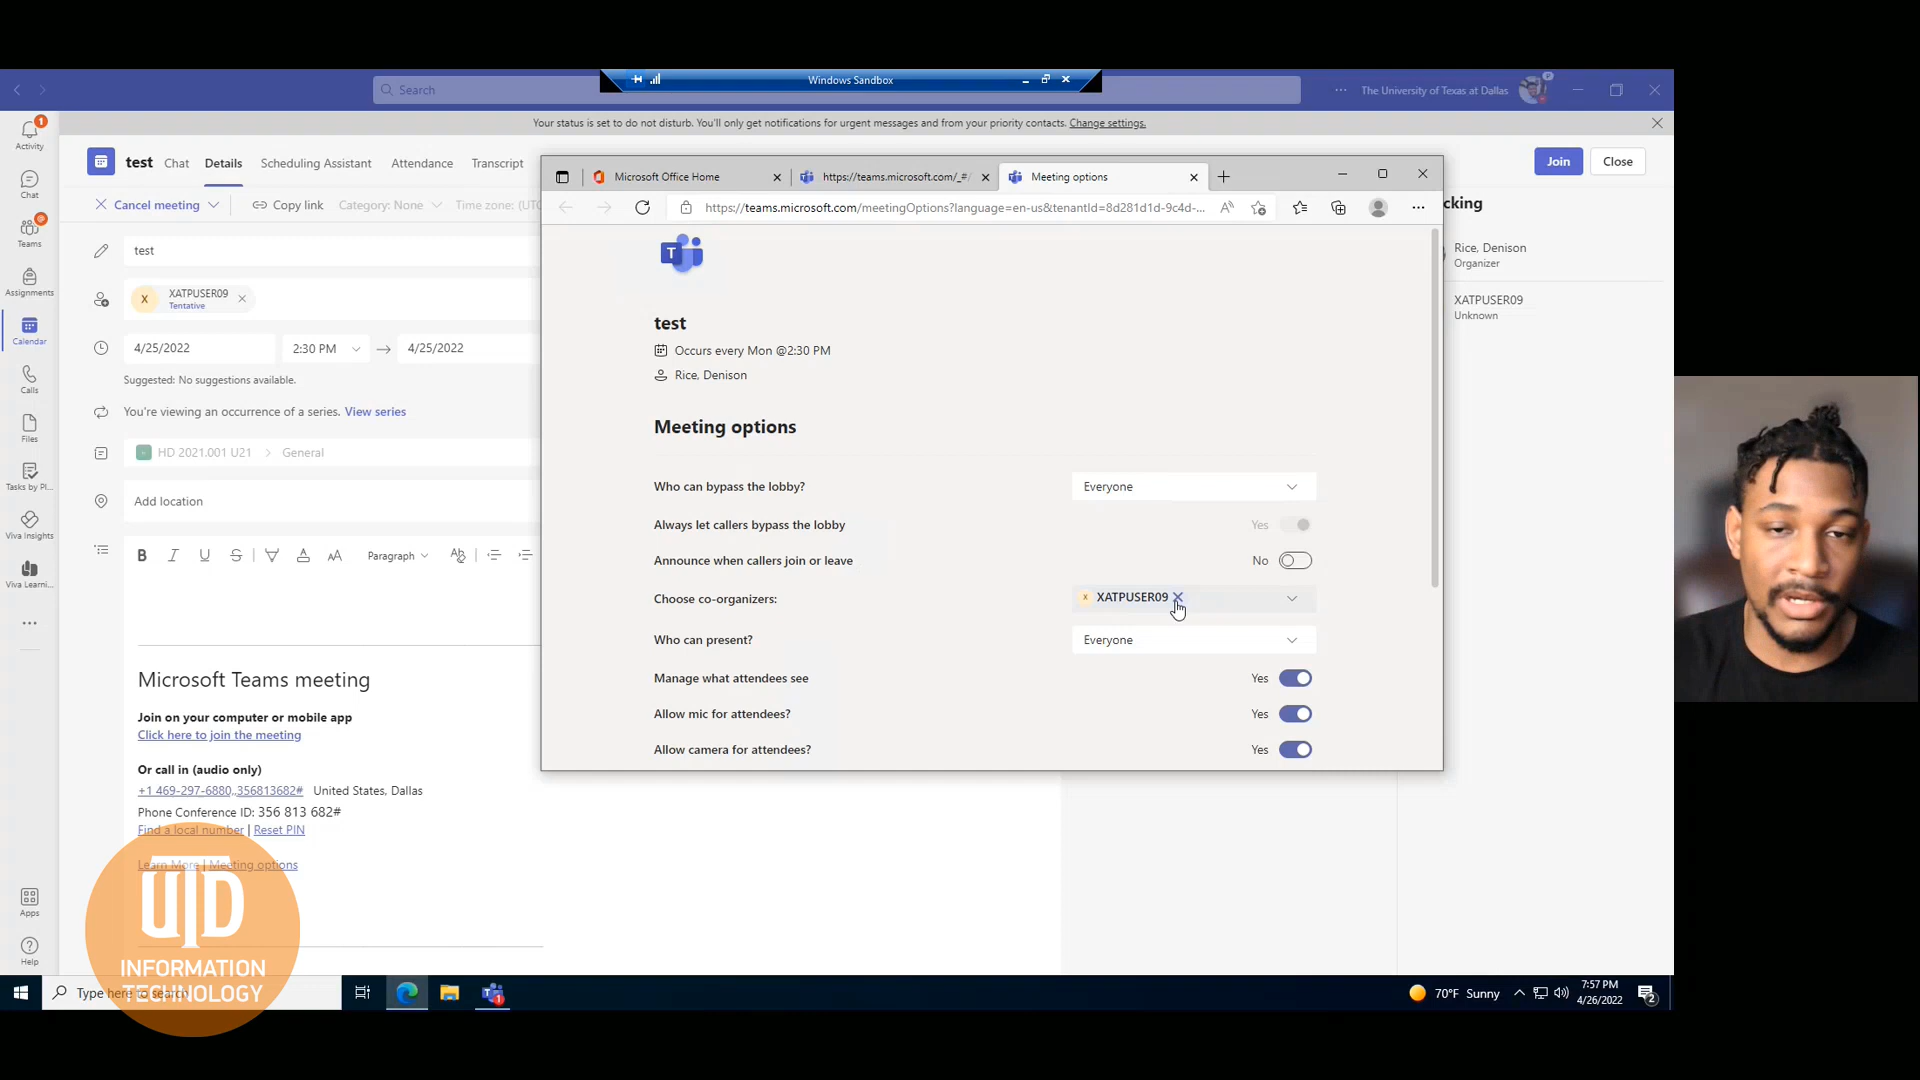 Windows Sandbox
Search
The University of Texas at Dallas
Your status is set to do not disturb. You'll only get notifications for urgent messages and from your priority contacts. Change settings.
1
Activity
Chat
Teams
Assignments
Calendar
Calls
Files
Tasks by Pl...
Viva Insights
Viva Learni...
Apps
Help
test
Chat
Details
Scheduling Assistant
Attendance
Transcript
Join
Close
Cancel meeting
Copy link
Category: None
Time zone: (UTC
test
X
XATPUSER09
Tentative
4/25/2022
2:30 PM
4/25/2022
Suggested: No suggestions available.
You're viewing an occurrence of a series. View series
HD 2021.001 U21 > General
Add location
B I U S AA Paragraph
Microsoft Teams meeting
Join on your computer or mobile app
Click here to join the meeting
Or call in (audio only)
+1 469-297-6880,,356813682# United States, Dallas
Phone Conference ID: 356 813 682#
Find a local number | Reset PIN
Learn More | Meeting options
Microsoft Office Home
https://teams.microsoft.com/_#/
Meeting options
https://teams.microsoft.com/meetingOptions?language=en-us&tenantId=8d281d1d-9c4d-...
T
test
Occurs every Mon @2:30 PM
Rice, Denison
Meeting options
Who can bypass the lobby?
Everyone
Always let callers bypass the lobby
Yes
Announce when callers join or leave
No
Choose co-organizers:
X XATPUSER09
Who can present?
Everyone
Manage what attendees see
Yes
Allow mic for attendees?
Yes
Allow camera for attendees?
Yes
cking
Rice, Denison
Organizer
XATPUSER09
Unknown
UTD
INFORMATION
TECHNOLOGY
Type here to search
1
70°F Sunny
7:57 PM
4/26/2022
2